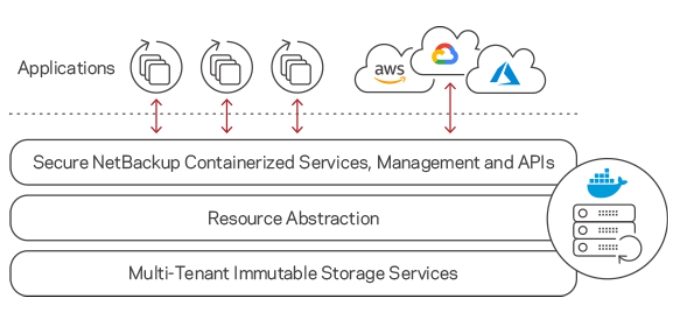 Applications
aws
Secure NetBackup Containerized Services, Management and APIs
Resource Abstraction
Multi-Tenant Immutable Storage Services